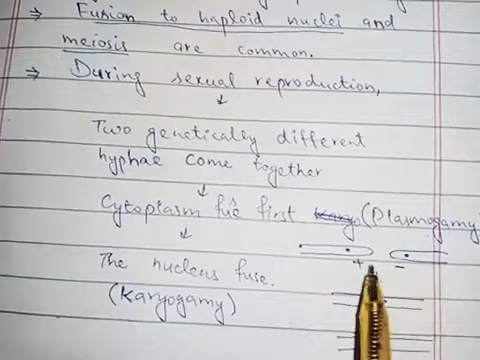 ⇒ Fusion to haploid nuclei and
meiosis are common.
⇒ During sexual reproduction,
↓
Two genetically different
hyphae come together
↓
Cytoplasm fuse first (Plasmogamy
↓
The nucleus fuse.
(Karyogamy)
+ -